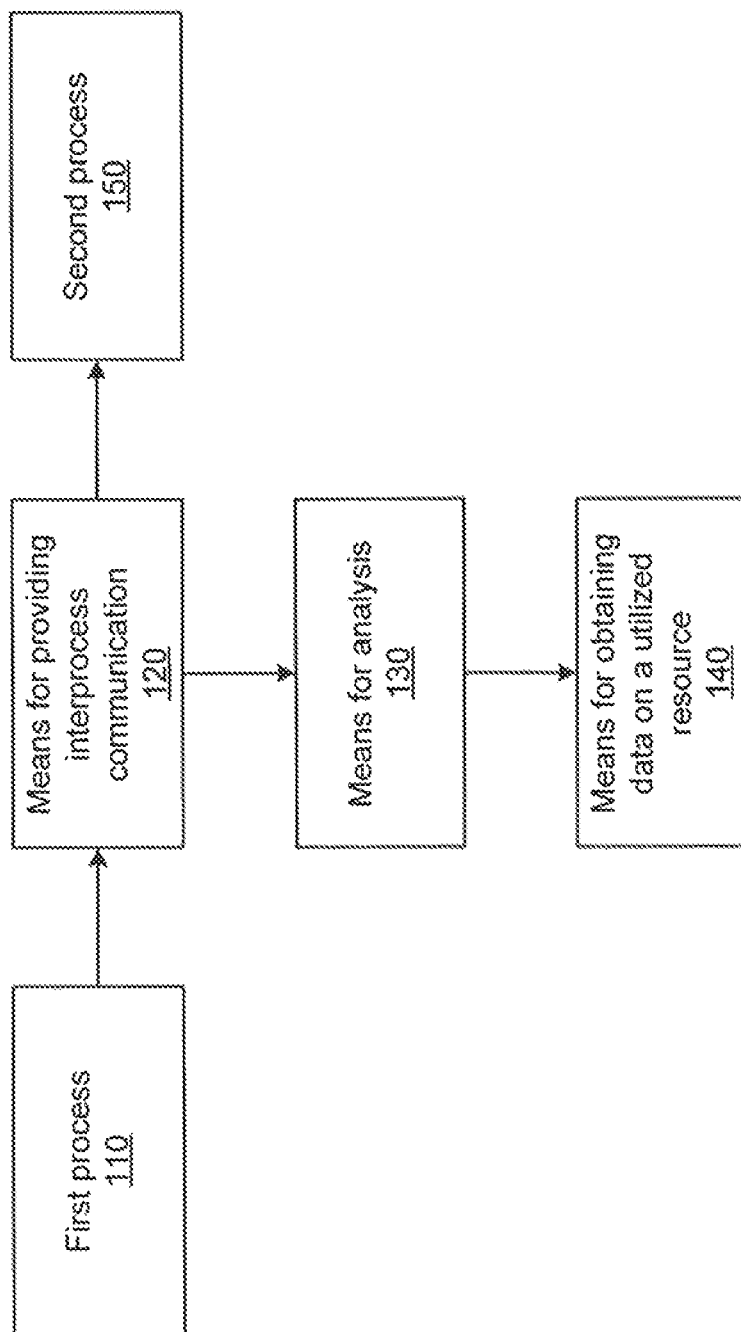 First process
110
Means for providing
interprocess
communication
120
Second process
150
Means for analysis
130
Means for obtaining
data on a utilized
resource
140